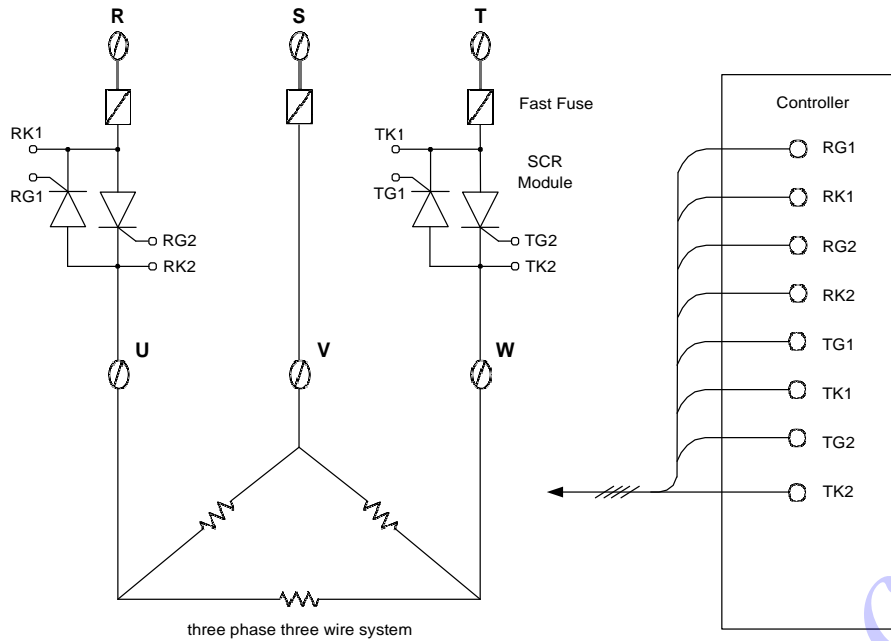 R
S
T
Fast Fuse
RK1
RG1
RG2
RK2
TK1
TG1
SCR
Module
TG2
TK2
U
V
W
three phase three wire system
Controller
RG1
RK1
RG2
RK2
TG1
TK1
TG2
TK2